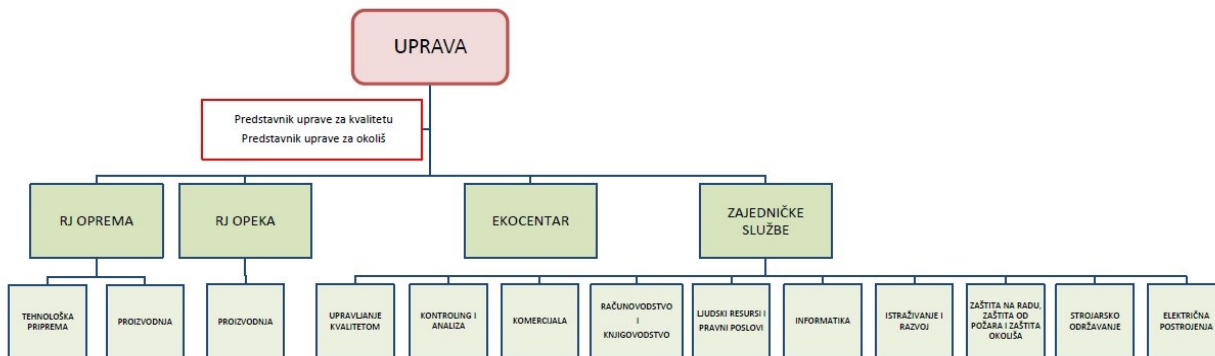 UPRAVA
Predstavnik uprave za kvalitetu
Predstavnik uprave za okoliš
RJ OPREMA
RJ OPEKA
EKOCENTAR
ZAJEDNIČKE
SLUŽBE
TEHNOLOŠKA
PRIPREMA
PROIZVODNJA
PROIZVODNJA
UPRAVLJANJE
KVALITETOM
KONTROLING I
ANALIZA
KOMERCIJALA
RAČUNOVODSTVO
I
KNJIGOVODSTVO
LJUDSKI RESURSI I
PRAVNI POSLOVI
INFORMATIKA
ISTRAŽIVANJE I
RAZVOJ
ZAŠTITA NA RADU,
ZAŠTITA OD
POŽARA I ZAŠTITA
OKOLIŠA
STROJARSKO
ODRŽAVANJE
ELEKTRIČNA
POSTROJENJA